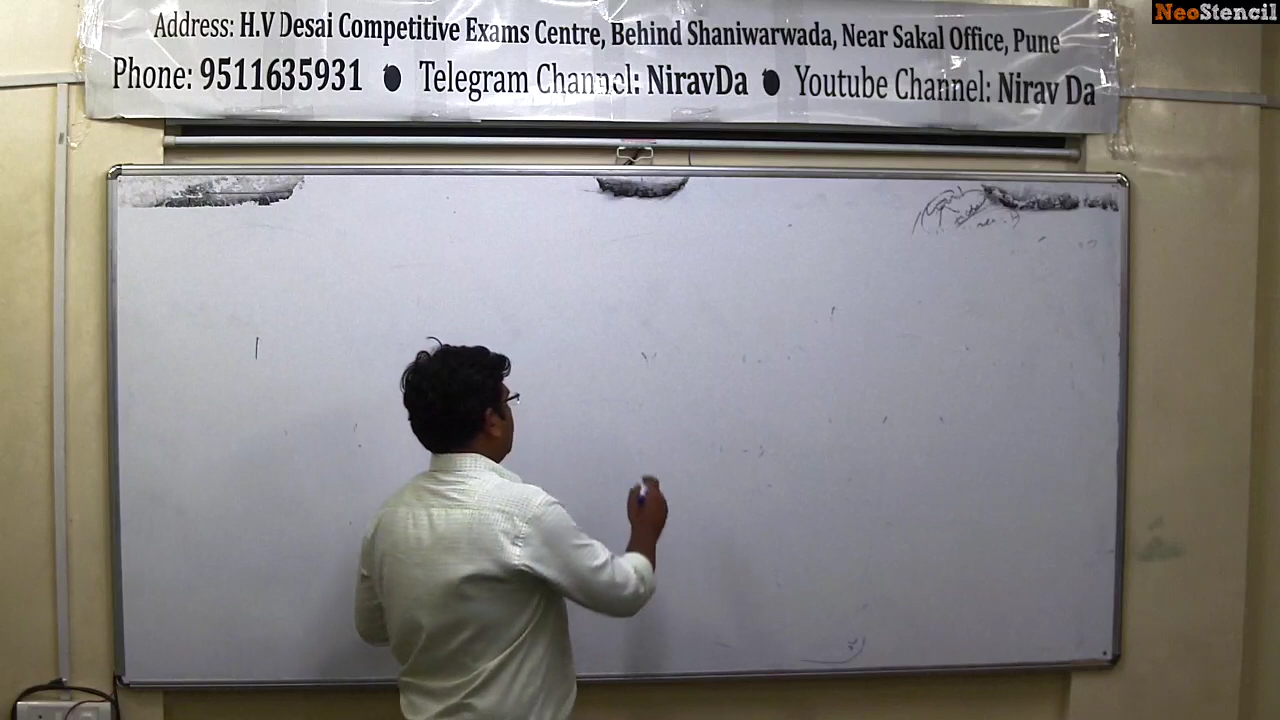 NeoStencil
Address: H.V Desai Competitive Exams Centre, Behind Shaniwarwada, Near Sakal Office, Pune
Phone: 9511635931 ● Telegram Channel: NiravDa ● Youtube Channel: Nirav Da